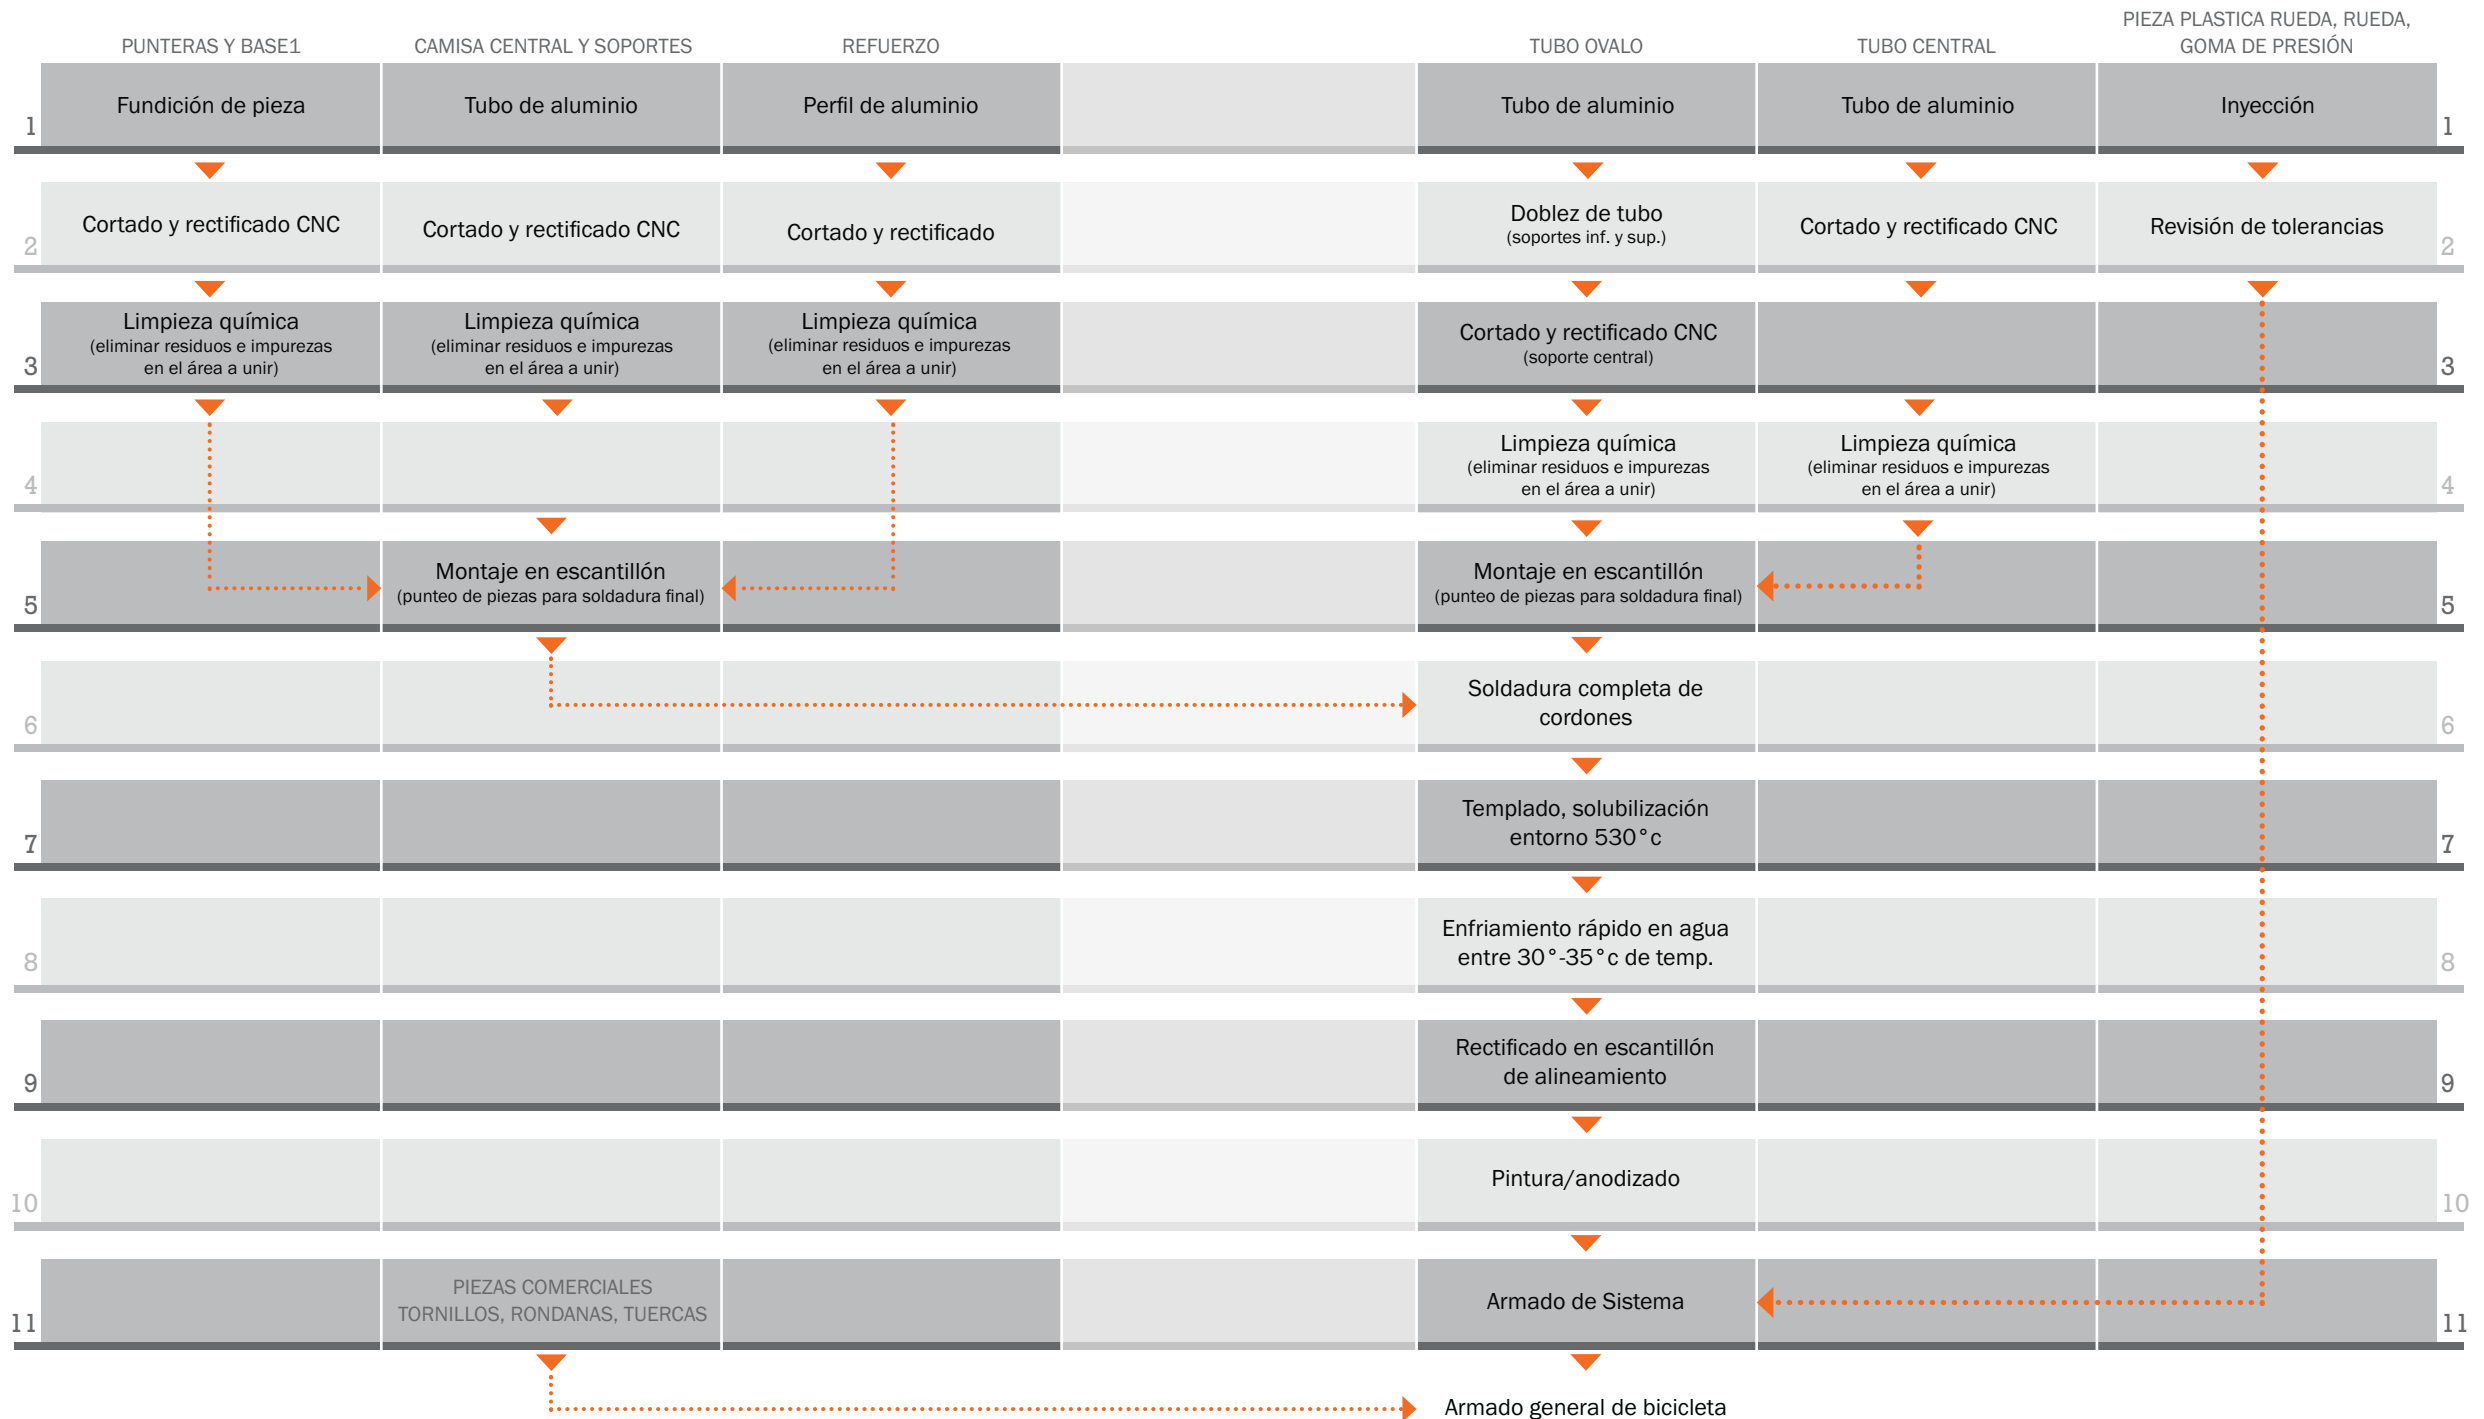 PUNTERAS Y BASE1
CAMISA CENTRAL Y SOPORTES
REFUERZO
TUBO OVALO
TUBO CENTRAL
PIEZA PLASTICA RUEDA, RUEDA,
GOMA DE PRESIÓN
1
Fundición de pieza
Tubo de aluminio
Perfil de aluminio
Tubo de aluminio
Tubo de aluminio
Inyección
1
2
Cortado y rectificado CNC
Cortado y rectificado CNC
Cortado y rectificado
Doblez de tubo
(soportes inf. y sup.)
Cortado y rectificado CNC
Revisión de tolerancias
2
3
Limpieza química
(eliminar residuos e impurezas
en el área a unir)
Limpieza química
(eliminar residuos e impurezas
en el área a unir)
Limpieza química
(eliminar residuos e impurezas
en el área a unir)
Cortado y rectificado CNC
(soporte central)
3
4
Limpieza química
(eliminar residuos e impurezas
en el área a unir)
Limpieza química
(eliminar residuos e impurezas
en el área a unir)
4
5
Montaje en escantillón
(punteo de piezas para soldadura final)
Montaje en escantillón
(punteo de piezas para soldadura final)
5
6
Soldadura completa de
cordones
6
7
Templado, solubilización
entorno 530°c
7
8
Enfriamiento rápido en agua
entre 30°-35°c de temp.
8
9
Rectificado en escantillón
de alineamiento
9
10
Pintura/anodizado
10
11
PIEZAS COMERCIALES
TORNILLOS, RONDANAS, TUERCAS
Armado de Sistema
11
Armado general de bicicleta